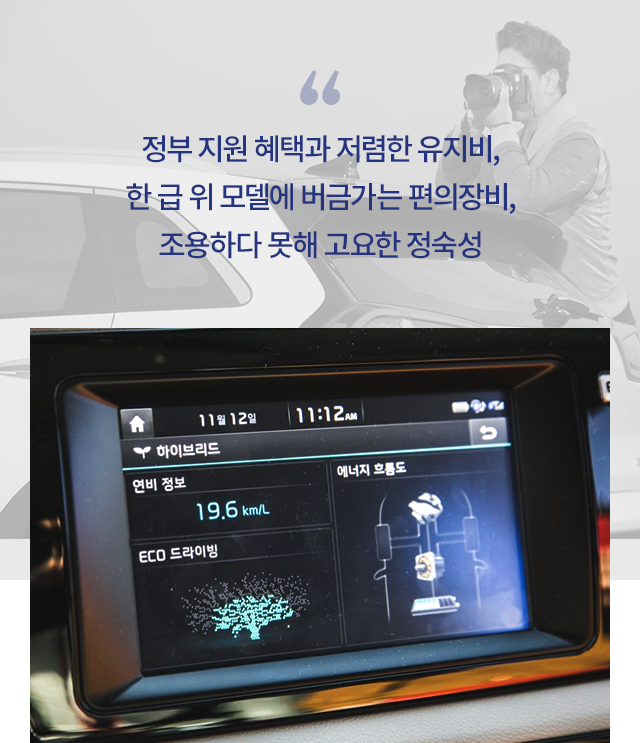 “
정부 지원 혜택과 저렴한 유지비,
한 급 위 모델에 버금가는 편의장비,
조용하다 못해 고요한 정숙성
11월 12일 11:12AM
하이브리드
연비 정보
19.6 km/L
에너지 흐름도
ECO 드라이빙